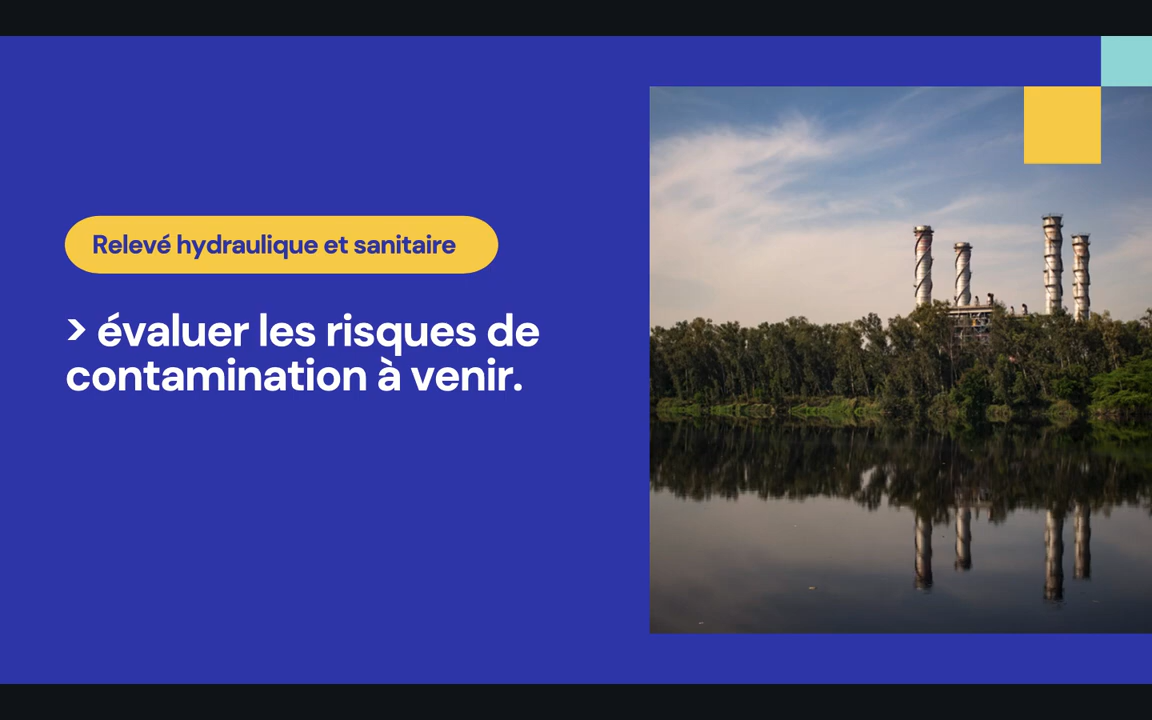 Relevé hydraulique et sanitaire
> évaluer les risques de
contamination à venir.